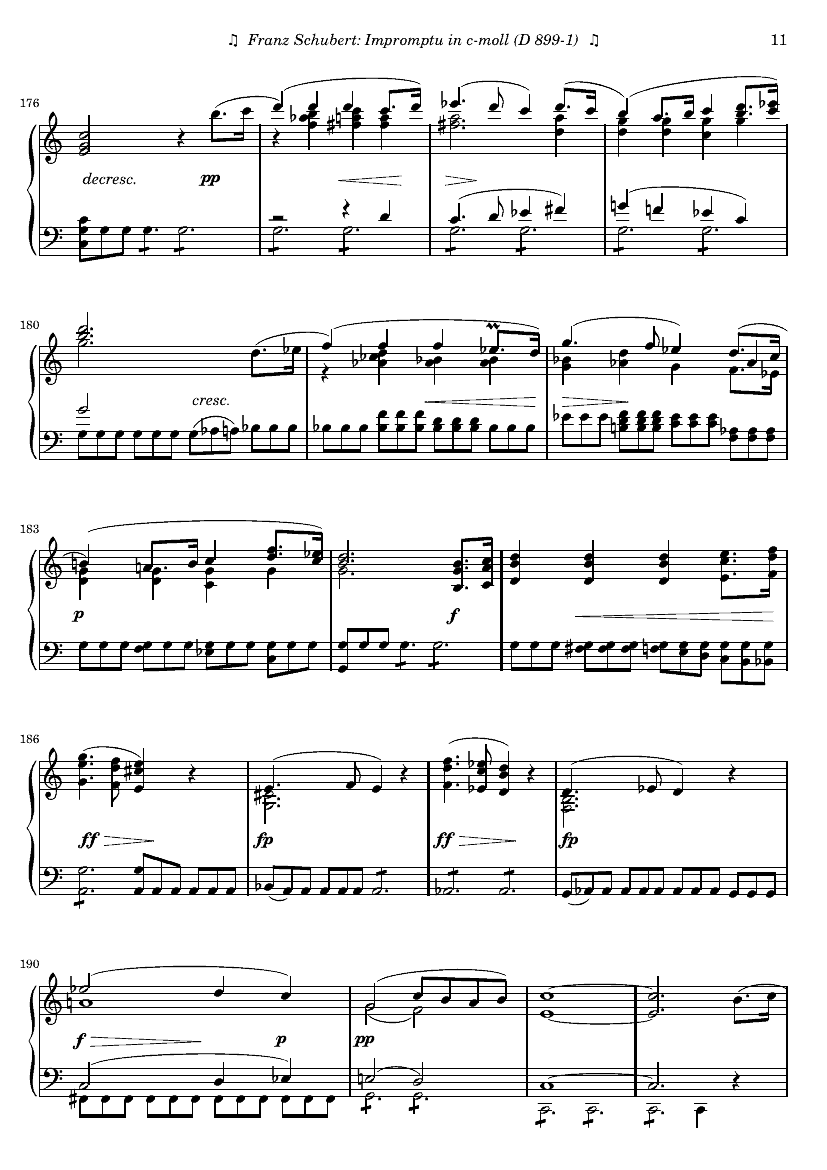 ♫ Franz Schubert: Impromptu in c-moll (D 899-1) ♫ 11
176
decresc. pp
180
cresc.
183
p f
186
ff fp ff fp
190
f p pp